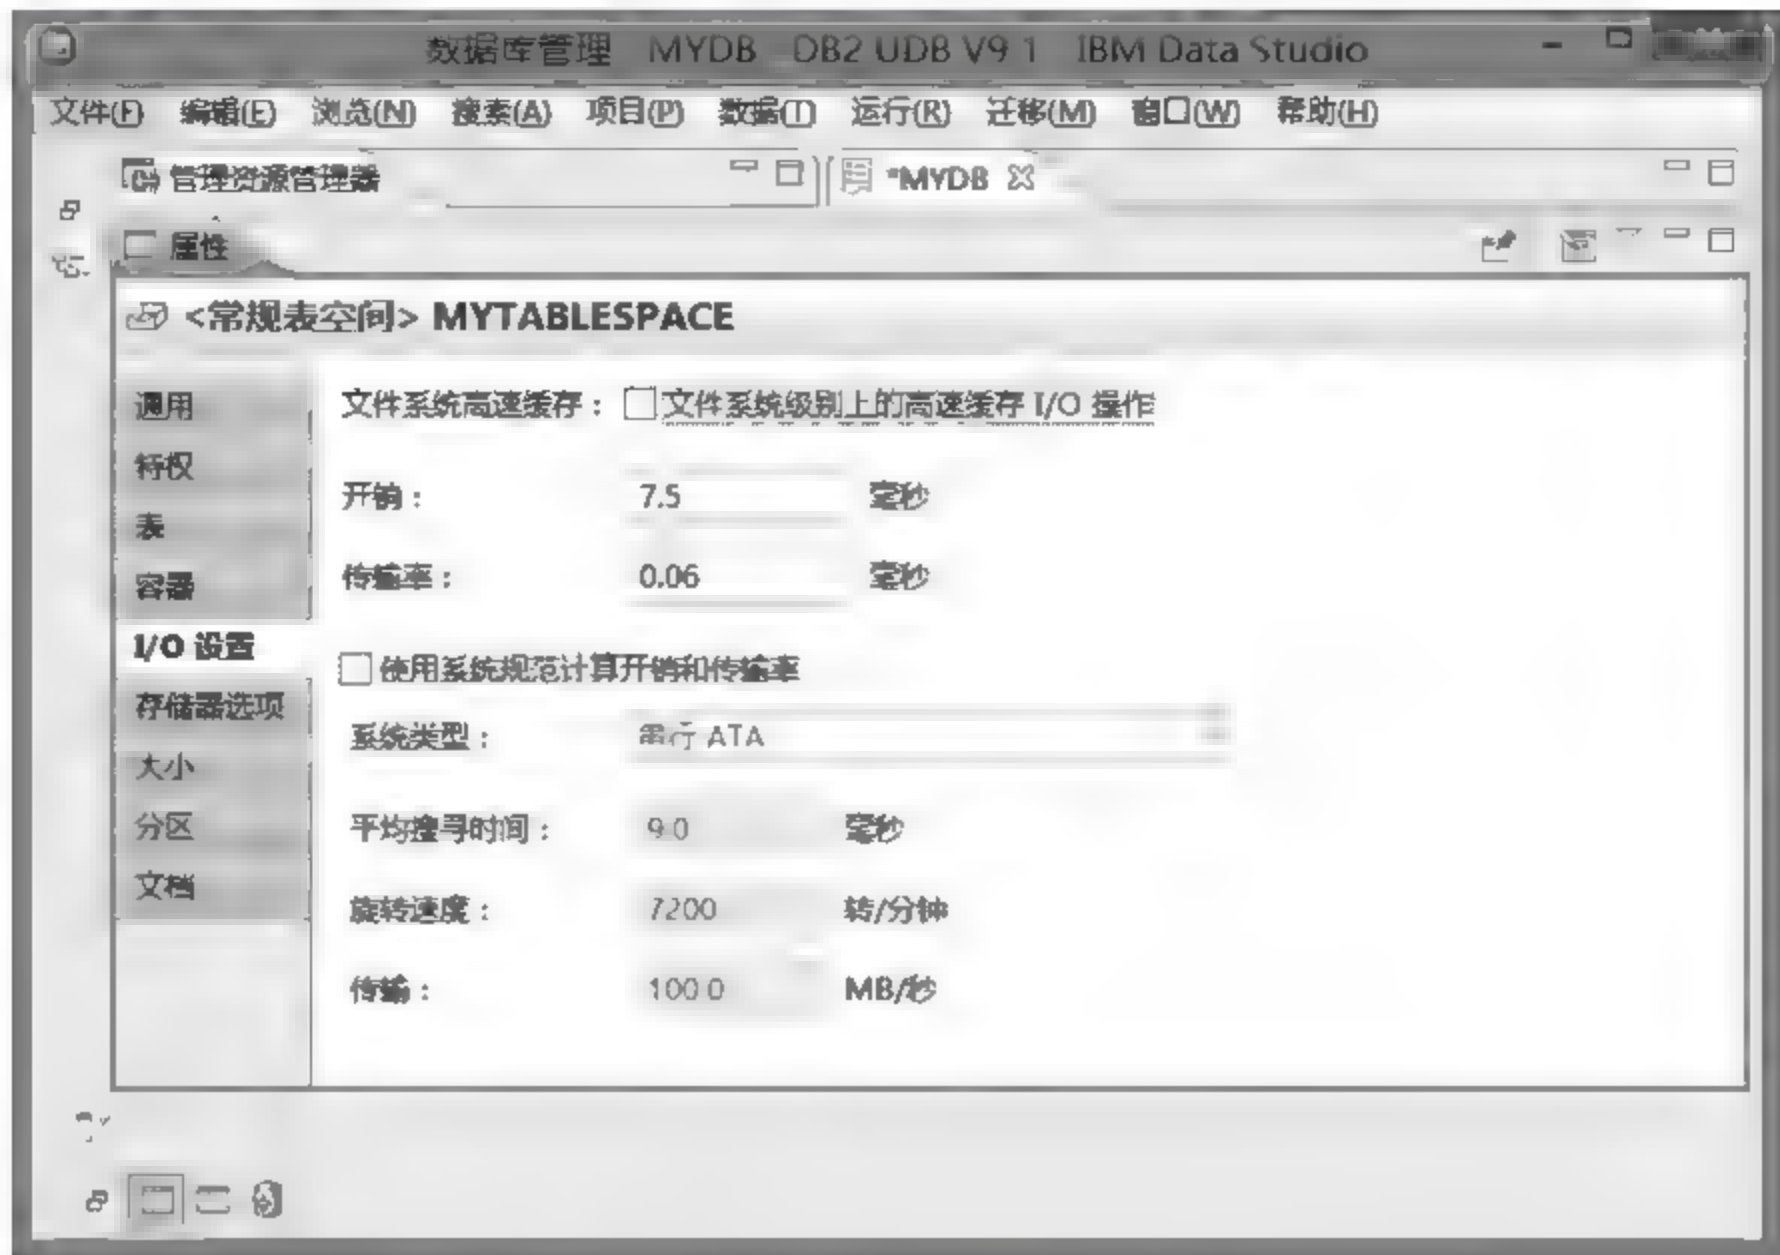 数据库管理 MYDB DB2 UDB V9 1 IBM Data Studio
文件(F) 编辑(E) 浏览(N) 搜索(A) 项目(P) 数据(T) 运行(R) 迁移(M) 窗口(W) 帮助(H)
管理资源管理器 *MYDB
属性
<常规表空间> MYTABLESPACE
通用
特权
表
容器
I/O 设置
存储器选项
大小
分区
文档
文件系统高速缓存： 文件系统级别上的高速缓存 I/O 操作
开销： 7.5 毫秒
传输率： 0.06 毫秒
使用系统规范计算开销和传输率
系统类型： 串行 ATA
平均搜寻时间： 9 0 毫秒
旋转速度： 7200 转/分钟
传输： 100 0 MB/秒